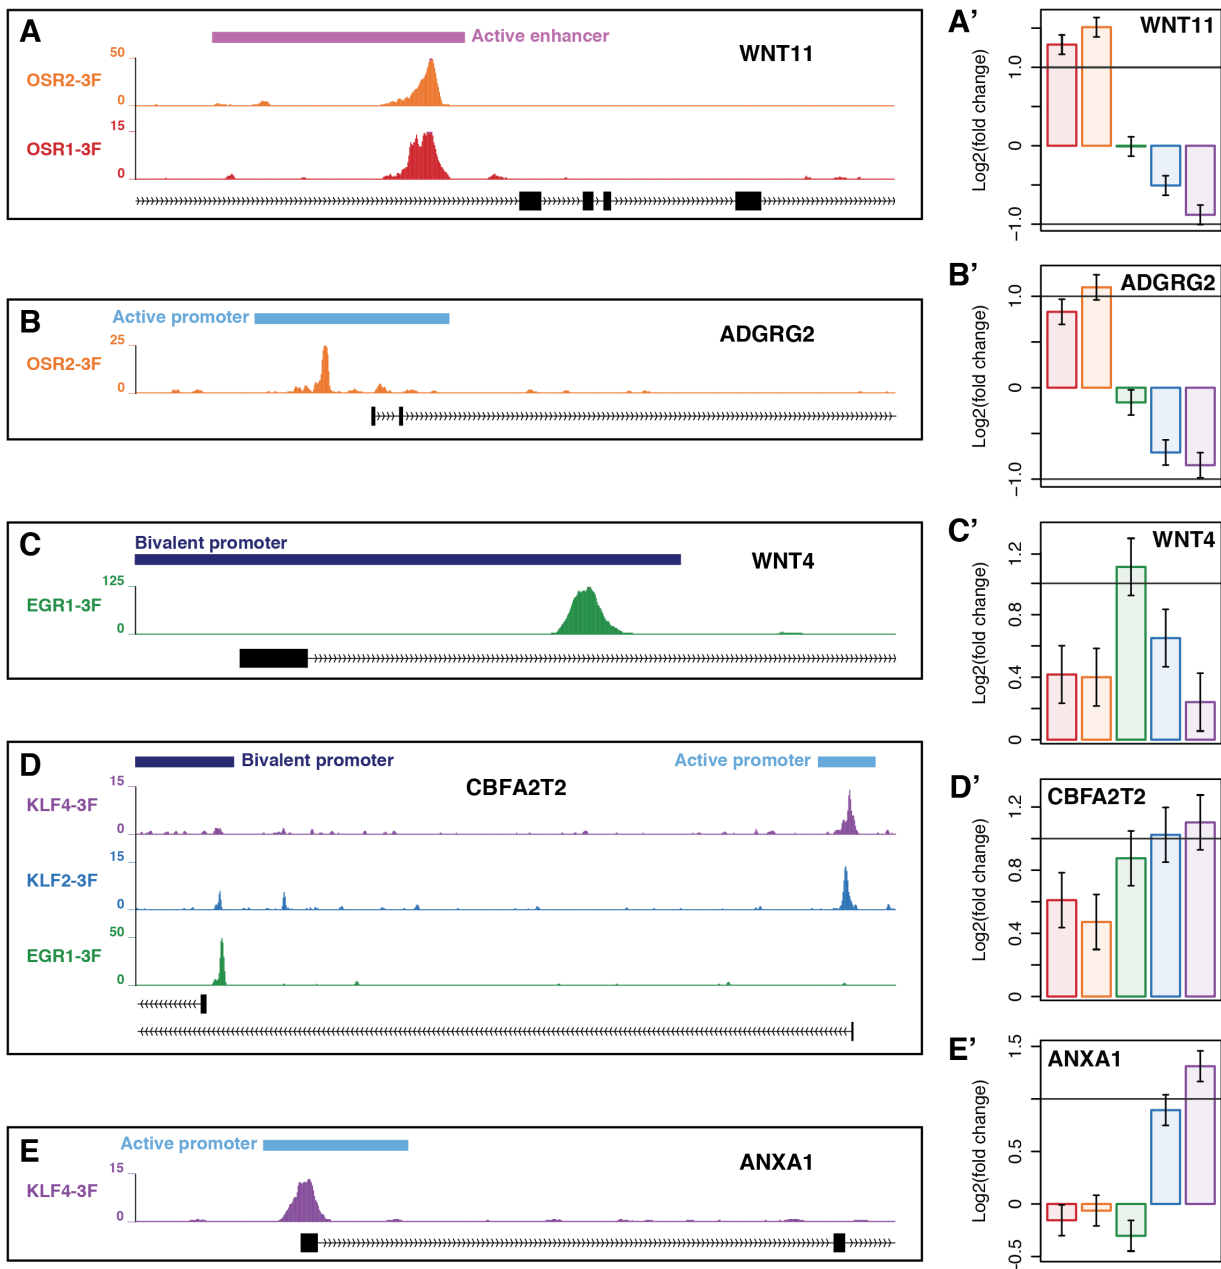 A
Active enhancer
WNT11
50
OSR2-3F
0
15
OSR1-3F
0
A’
WNT11
Log2(fold change)
1.0
0
−1.0
B
Active promoter
ADGRG2
25
OSR2-3F
0
B’
ADGRG2
Log2(fold change)
1.0
0
−1.0
C
Bivalent promoter
WNT4
125
EGR1-3F
0
C’
WNT4
Log2(fold change)
1.2
0.8
0.4
0
D
Bivalent promoter
Active promoter
CBFA2T2
15
KLF4-3F
0
15
KLF2-3F
0
50
EGR1-3F
0
D’
CBFA2T2
Log2(fold change)
1.2
0.8
0.4
0
E
Active promoter
ANXA1
15
KLF4-3F
0
E’
ANXA1
Log2(fold change)
1.5
0.5
0
−0.5